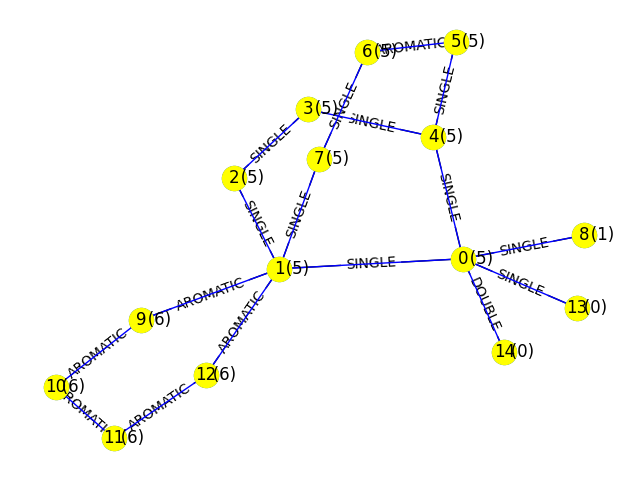 5(5)
6(5)
AROMATIC
SINGLE
SINGLE
3(5)
SINGLE
4(5)
SINGLE
7(5)
2(5)
SINGLE
SINGLE
SINGLE
8(1)
SINGLE
0(5)
SINGLE
1(5)
SINGLE
AROMATIC
DOUBLE
13(0)
9(6)
AROMATIC
AROMATIC
14(0)
12(6)
10(6)
AROMATIC
AROMATIC
11(6)